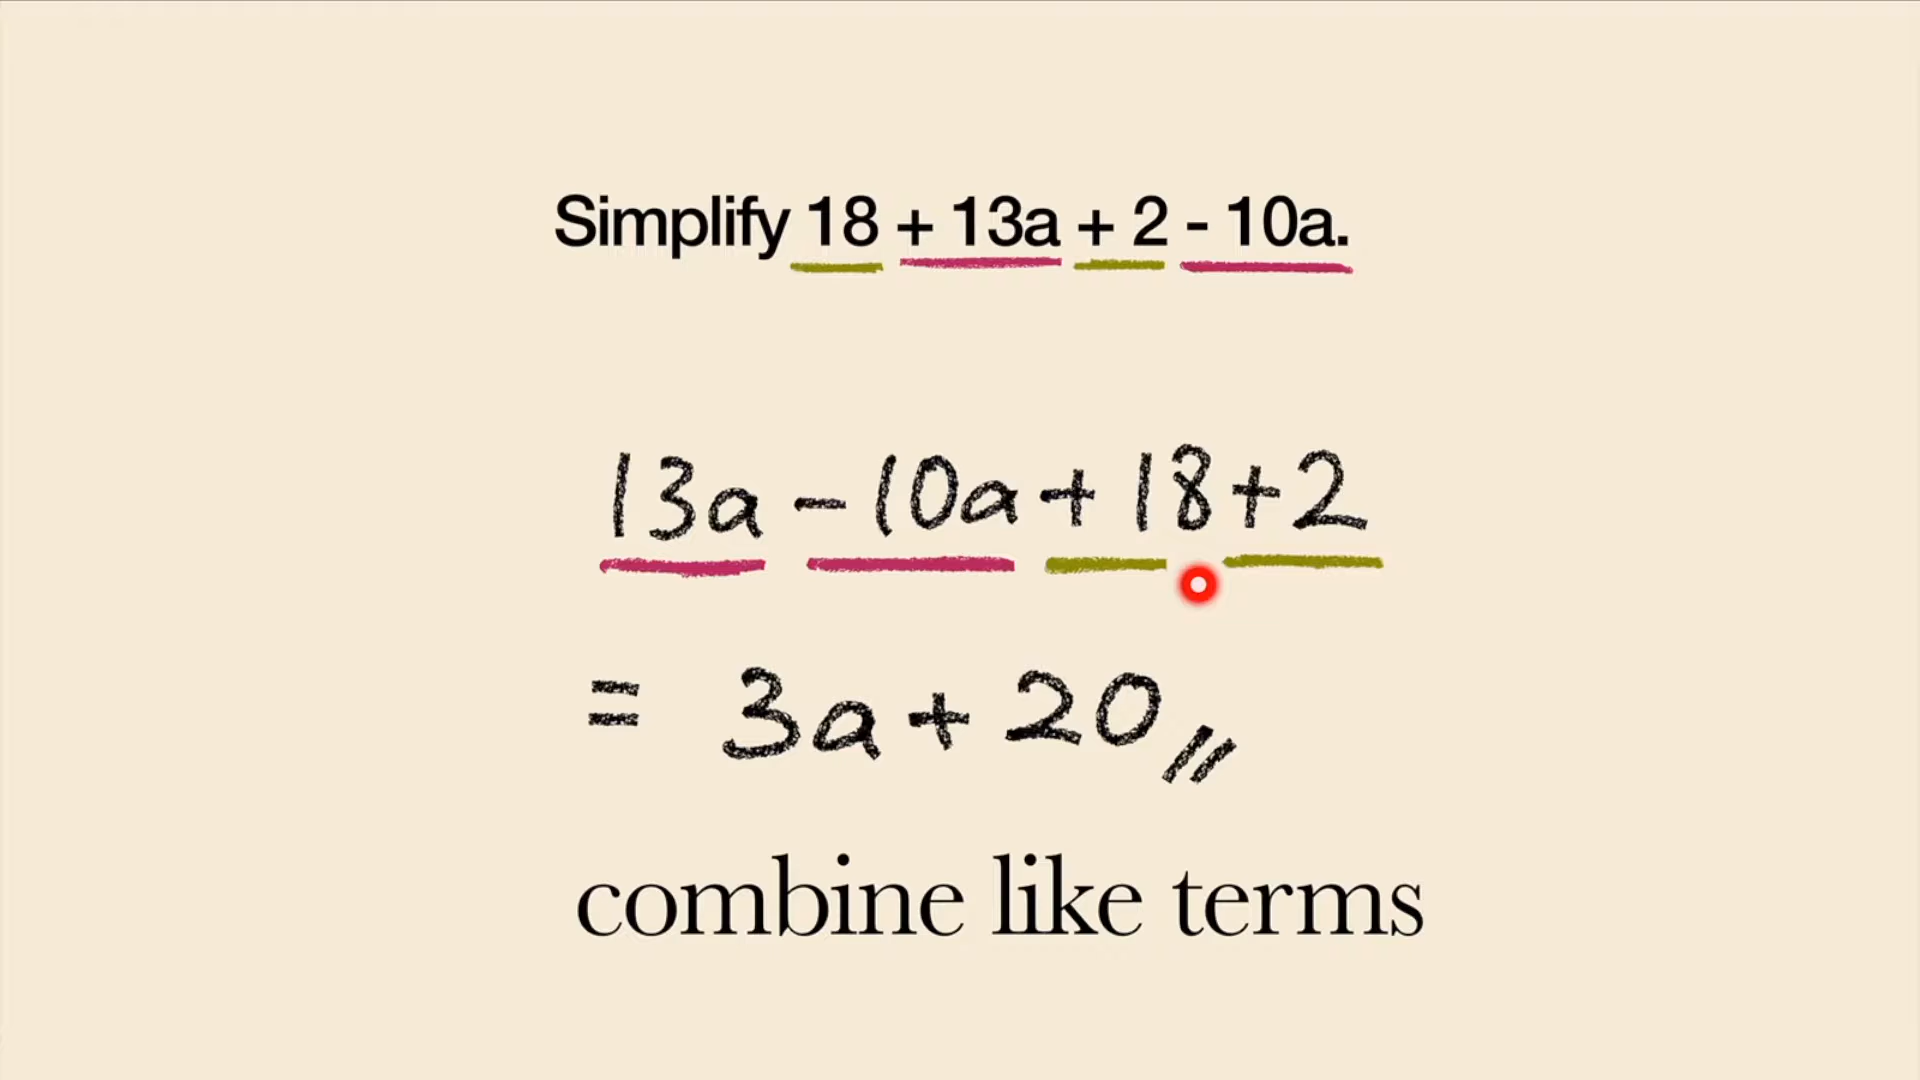 Simplify 18 + 13a + 2 - 10a.
13a - 10a + 18 + 2
= 3a + 20
combine like terms